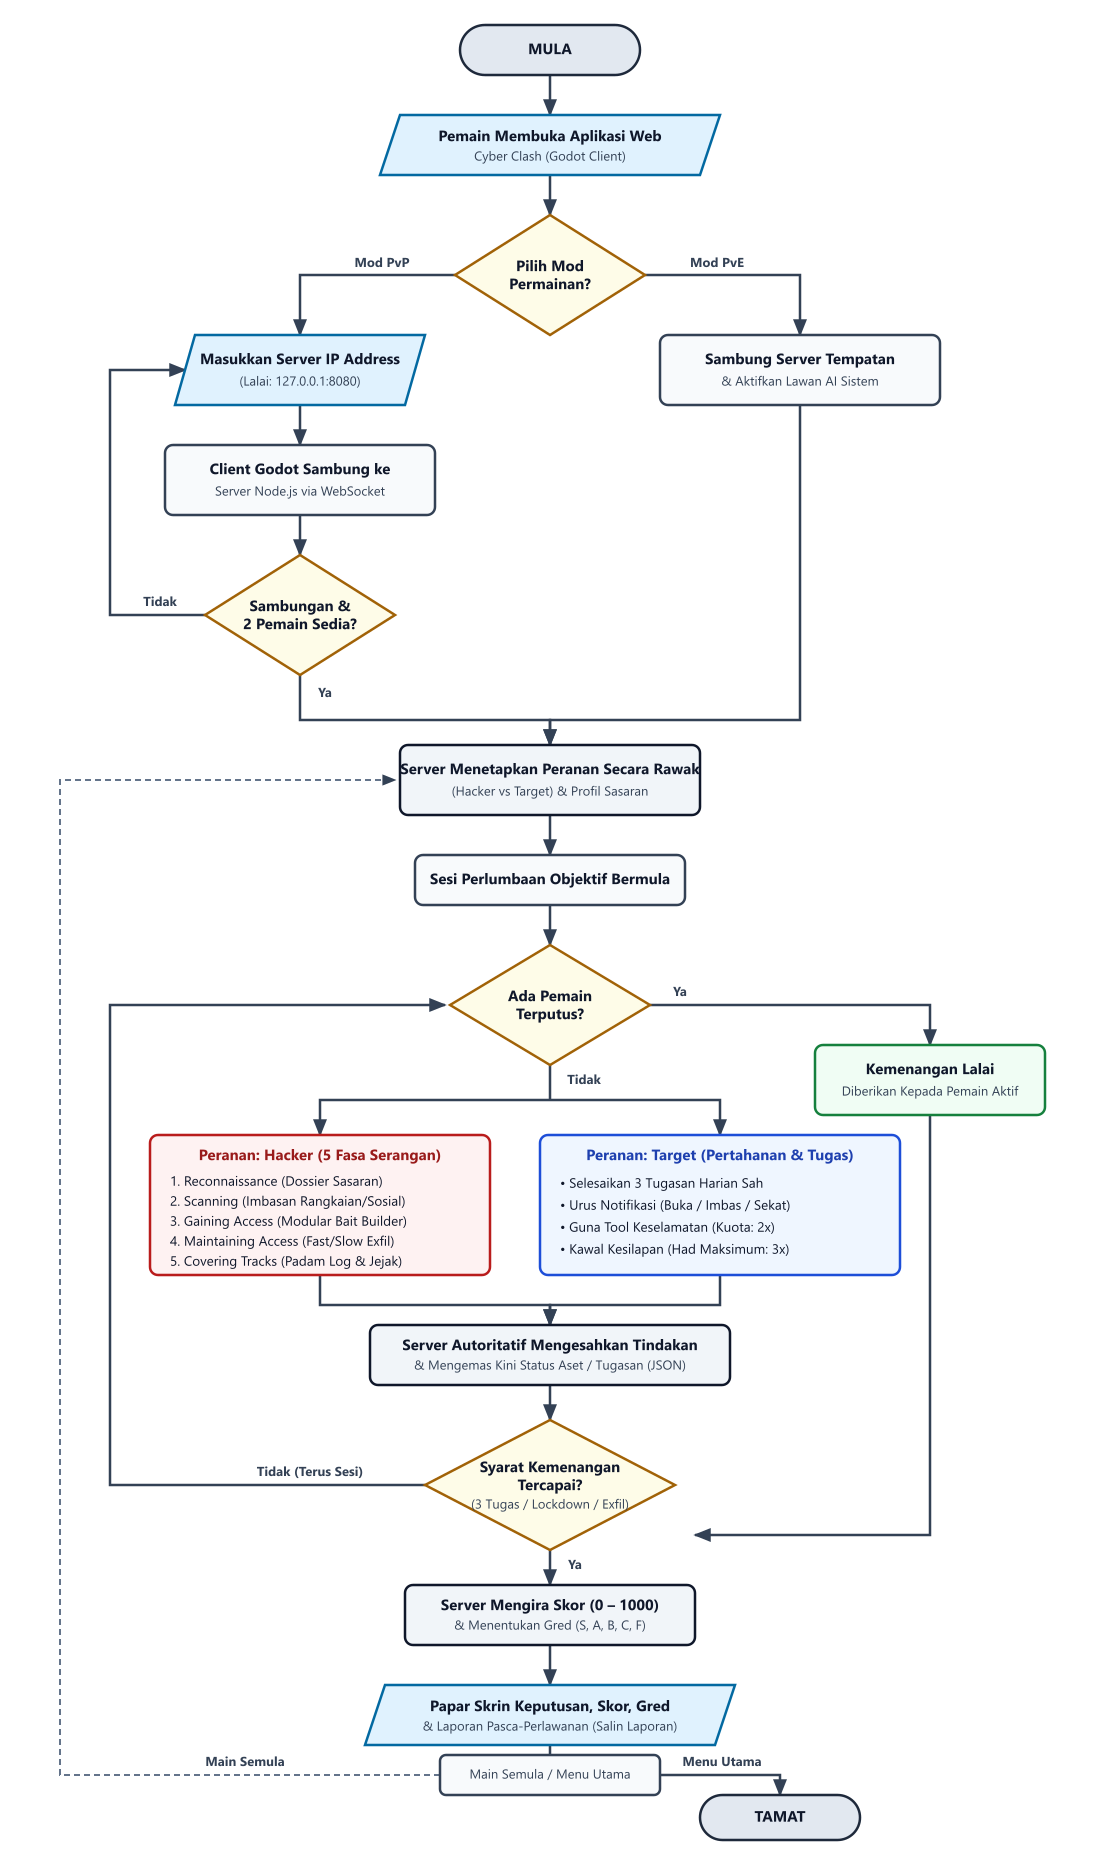 MULA
Pemain Membuka Aplikasi Web
Cyber Clash (Godot Client)
Pilih Mod
Permainan?
Mod PvP
Mod PvE
Masukkan Server IP Address
(Lalai: 127.0.0.1:8080)
Sambung Server Tempatan
& Aktifkan Lawan AI Sistem
Client Godot Sambung ke
Server Node.js via WebSocket
Sambungan &
2 Pemain Sedia?
Tidak
Ya
Server Menetapkan Peranan Secara Rawak
(Hacker vs Target) & Profil Sasaran
Sesi Perlumbaan Objektif Bermula
Ada Pemain
Terputus?
Ya
Tidak
Kemenangan Lalai
Diberikan Kepada Pemain Aktif
Peranan: Hacker (5 Fasa Serangan)
1. Reconnaissance (Dossier Sasaran)
2. Scanning (Imbasan Rangkaian/Sosial)
3. Gaining Access (Modular Bait Builder)
4. Maintaining Access (Fast/Slow Exfil)
5. Covering Tracks (Padam Log & Jejak)
Peranan: Target (Pertahanan & Tugas)
• Selesaikan 3 Tugasan Harian Sah
• Urus Notifikasi (Buka / Imbas / Sekat)
• Guna Tool Keselamatan (Kuota: 2x)
• Kawal Kesilapan (Had Maksimum: 3x)
Server Autoritatif Mengesahkan Tindakan
& Mengemas Kini Status Aset / Tugasan (JSON)
Syarat Kemenangan
Tercapai?
(3 Tugas / Lockdown / Exfil)
Tidak (Terus Sesi)
Ya
Server Mengira Skor (0 – 1000)
& Menentukan Gred (S, A, B, C, F)
Papar Skrin Keputusan, Skor, Gred
& Laporan Pasca-Perlawanan (Salin Laporan)
Main Semula
Main Semula / Menu Utama
Menu Utama
TAMAT